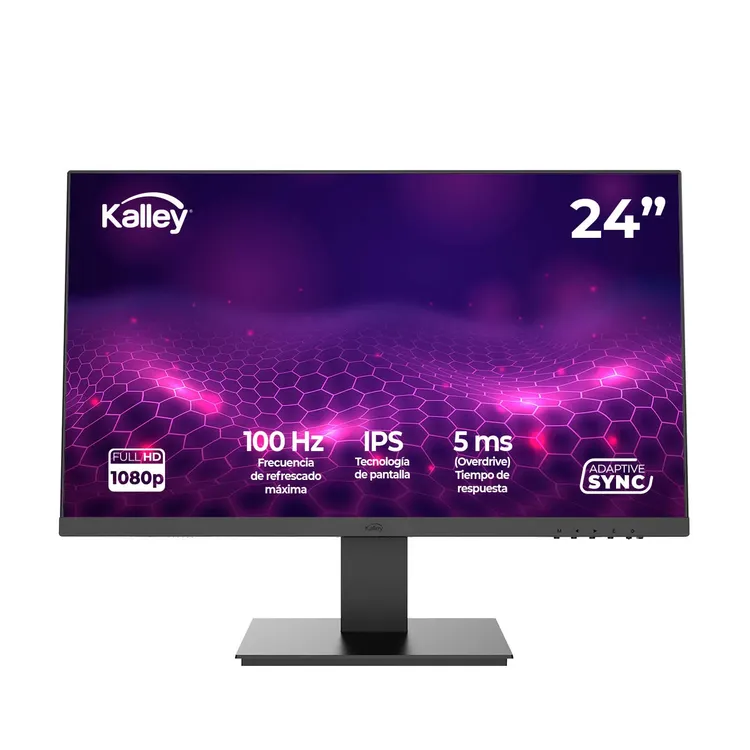 Kalley
24”
FULL HD
1080p
100 Hz
Frecuencia
de refrescado
máxima
IPS
Tecnología
de pantalla
5 ms
(Overdrive)
Tiempo de
respuesta
ADAPTIVE
SYNC
Kalley